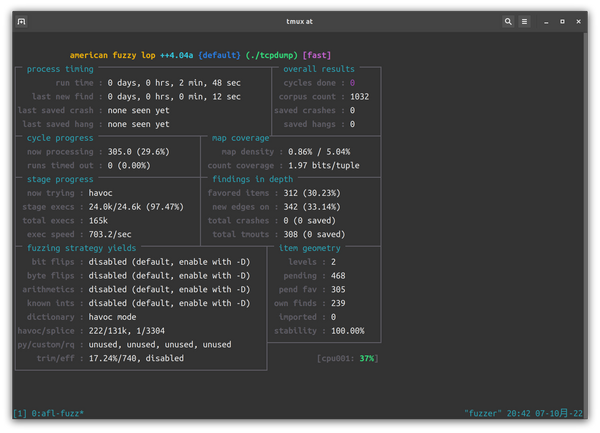 tmux at
american fuzzy lop ++4.04a {default} (./tcpdump) [fast]
process timing overall results
run time : 0 days, 0 hrs, 2 min, 48 sec cycles done : 0
last new find : 0 days, 0 hrs, 0 min, 12 sec corpus count : 1032
last saved crash : none seen yet saved crashes : 0
last saved hang : none seen yet saved hangs : 0
cycle progress map coverage
now processing : 305.0 (29.6%) map density : 0.86% / 5.04%
runs timed out : 0 (0.00%) count coverage : 1.97 bits/tuple
stage progress findings in depth
now trying : havoc favored items : 312 (30.23%)
stage execs : 24.0k/24.6k (97.47%) new edges on : 342 (33.14%)
total execs : 165k total crashes : 0 (0 saved)
exec speed : 703.2/sec total tmouts : 308 (0 saved)
fuzzing strategy yields item geometry
bit flips : disabled (default, enable with -D) levels : 2
byte flips : disabled (default, enable with -D) pending : 468
arithmetics : disabled (default, enable with -D) pend fav : 305
known ints : disabled (default, enable with -D) own finds : 239
dictionary : havoc mode imported : 0
havoc/splice : 222/131k, 1/3304 stability : 100.00%
py/custom/rq : unused, unused, unused, unused
trim/eff : 17.24%/740, disabled [cpu001: 37%]
[1] 0:afl-fuzz* "fuzzer" 20:42 07-10月-22